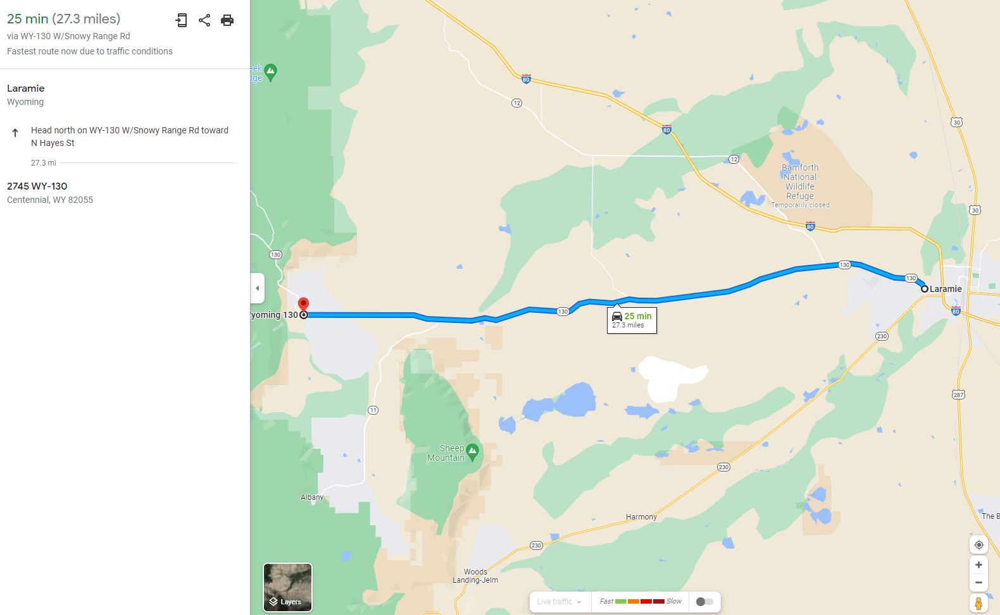 25 min (27.3 miles)
via WY-130 W/Snowy Range Rd
Fastest route now due to traffic conditions
Laramie
Wyoming
Head north on WY-130 W/Snowy Range Rd toward
N Hayes St
27.3 mi
2745 WY-130
Centennial, WY 82055
eek
dge
80
12
80
30
12
Bamforth
National
Wildlife
Refuge
Temporarily closed
30
80
130
130
130
Laramie
yoming 130
130
25 min
27.3 miles
80
230
287
11
Sheep
Mountain
230
Albany
Harmony
The B
230
Woods
Landing-Jelm
Layers
Live traffic
Fast
Slow